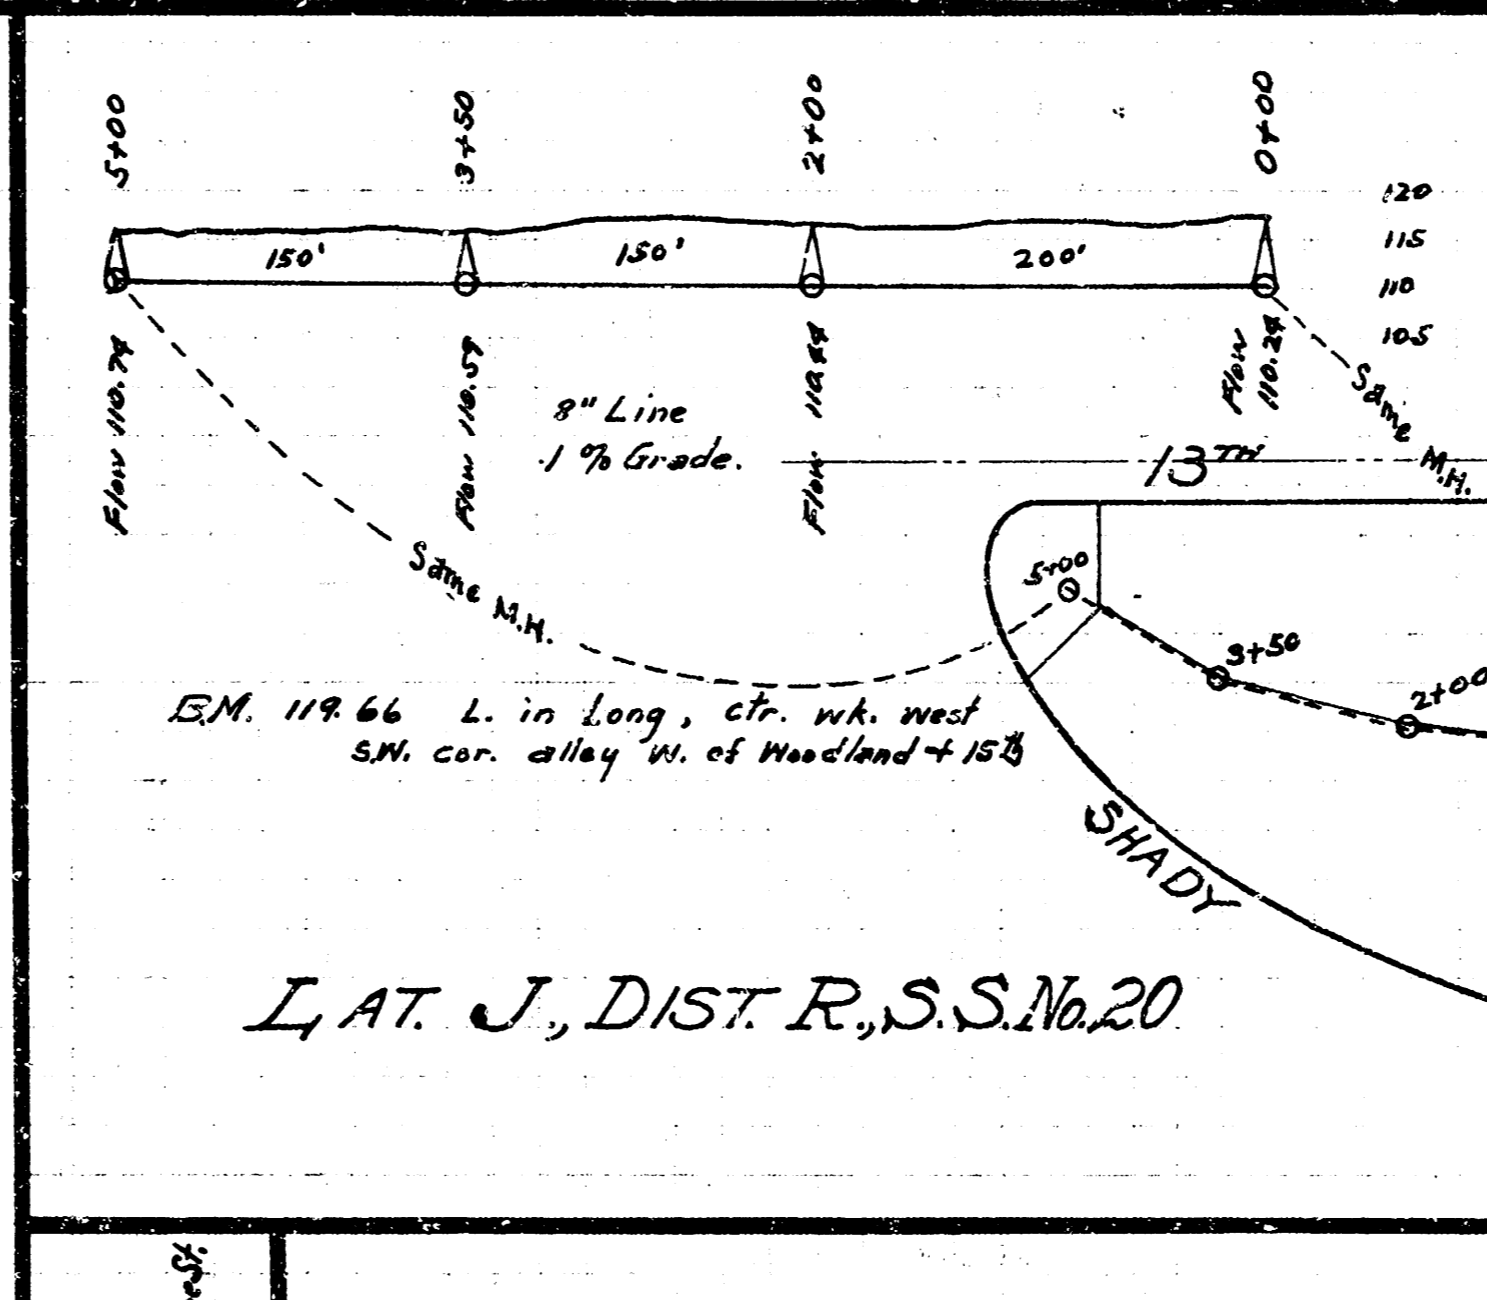 5+00
3+50
2+00
0+00
120
115
110
105
150'
150'
200'
Flow 110.74
Flow 110.59
Flow 110.44
Flow
110.24
8" Line
.1 % Grade.
Same M.H.
13TH
Same M.H.
5+00
3+50
2+00
B.M. 119.66 L. in Long, ctr. wk. west
S.W. cor. alley W. of Woodland + 15th
SHADY
LAT. J., DIST. R., S.S. No. 20